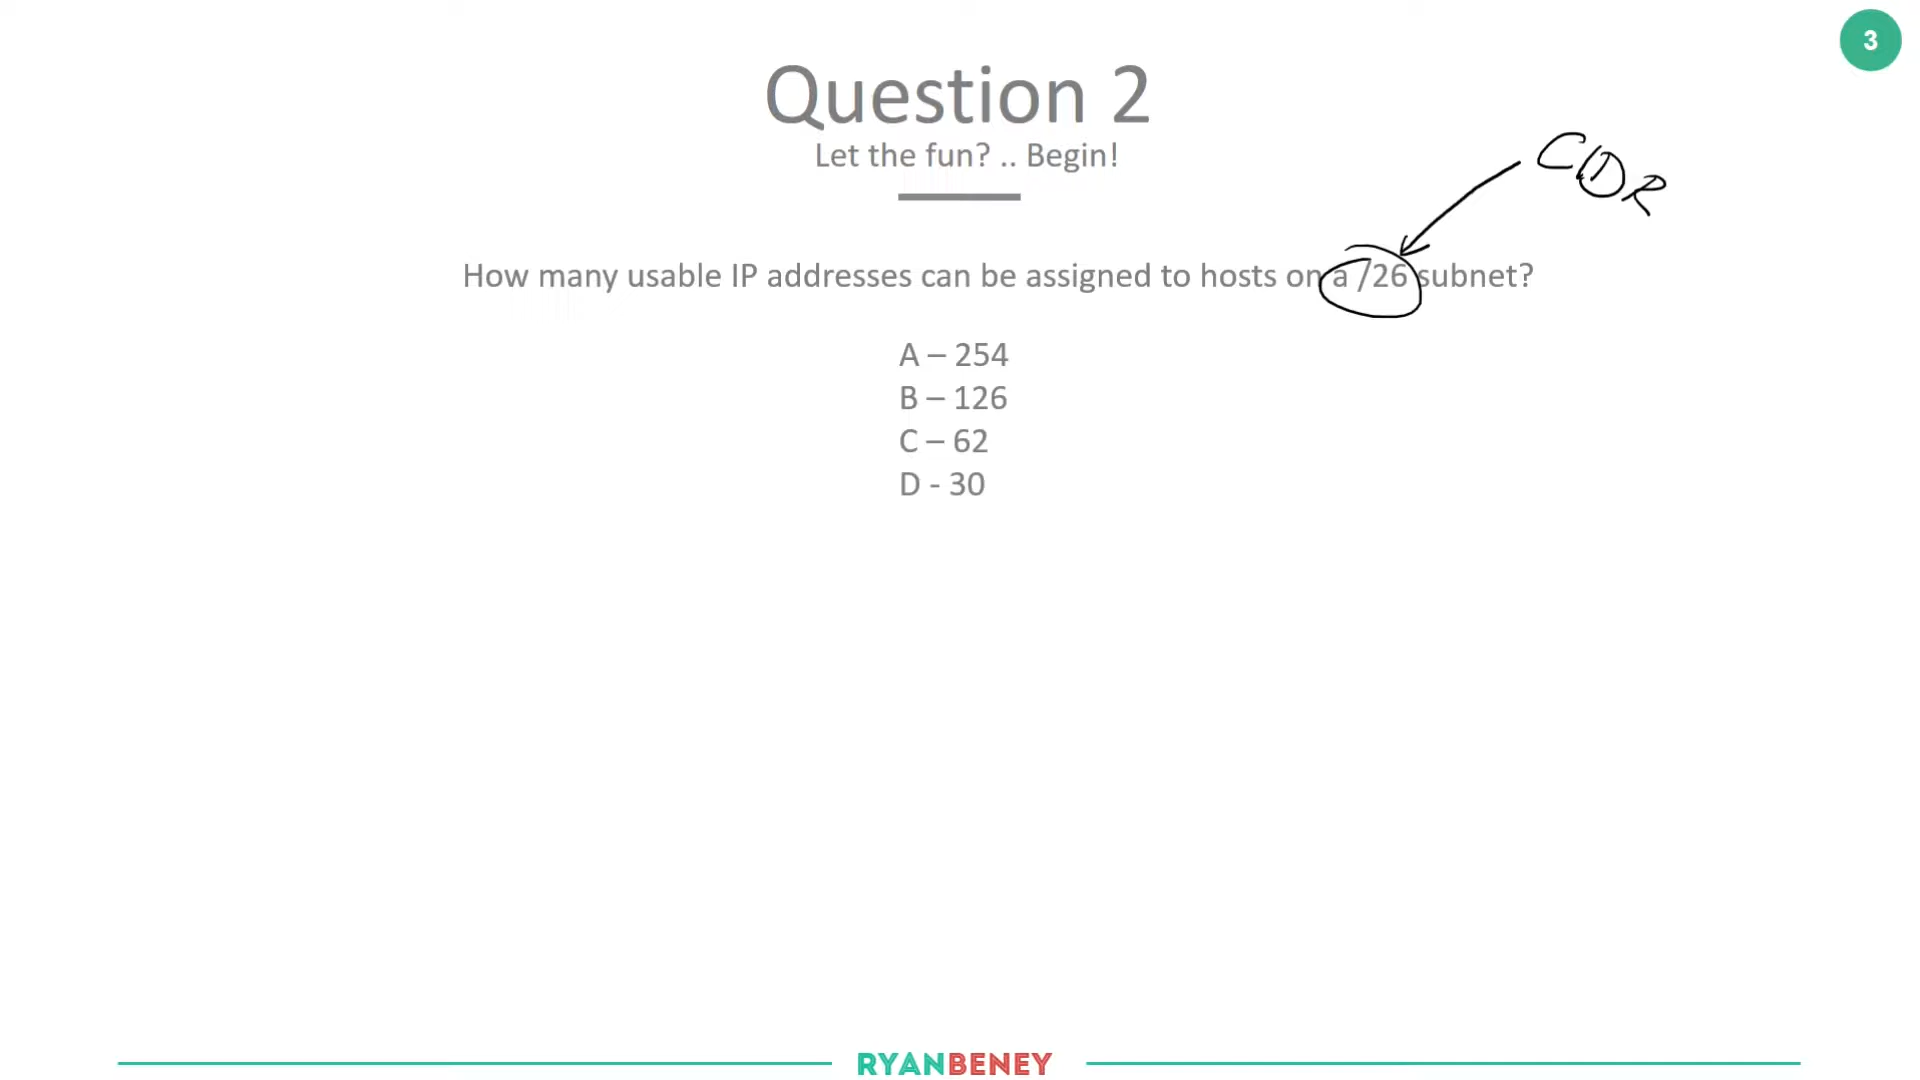 3
Question 2
Let the fun? .. Begin!
CIDR
How many usable IP addresses can be assigned to hosts on a /26 subnet?
A – 254
B – 126
C – 62
D - 30
RYANBENEY